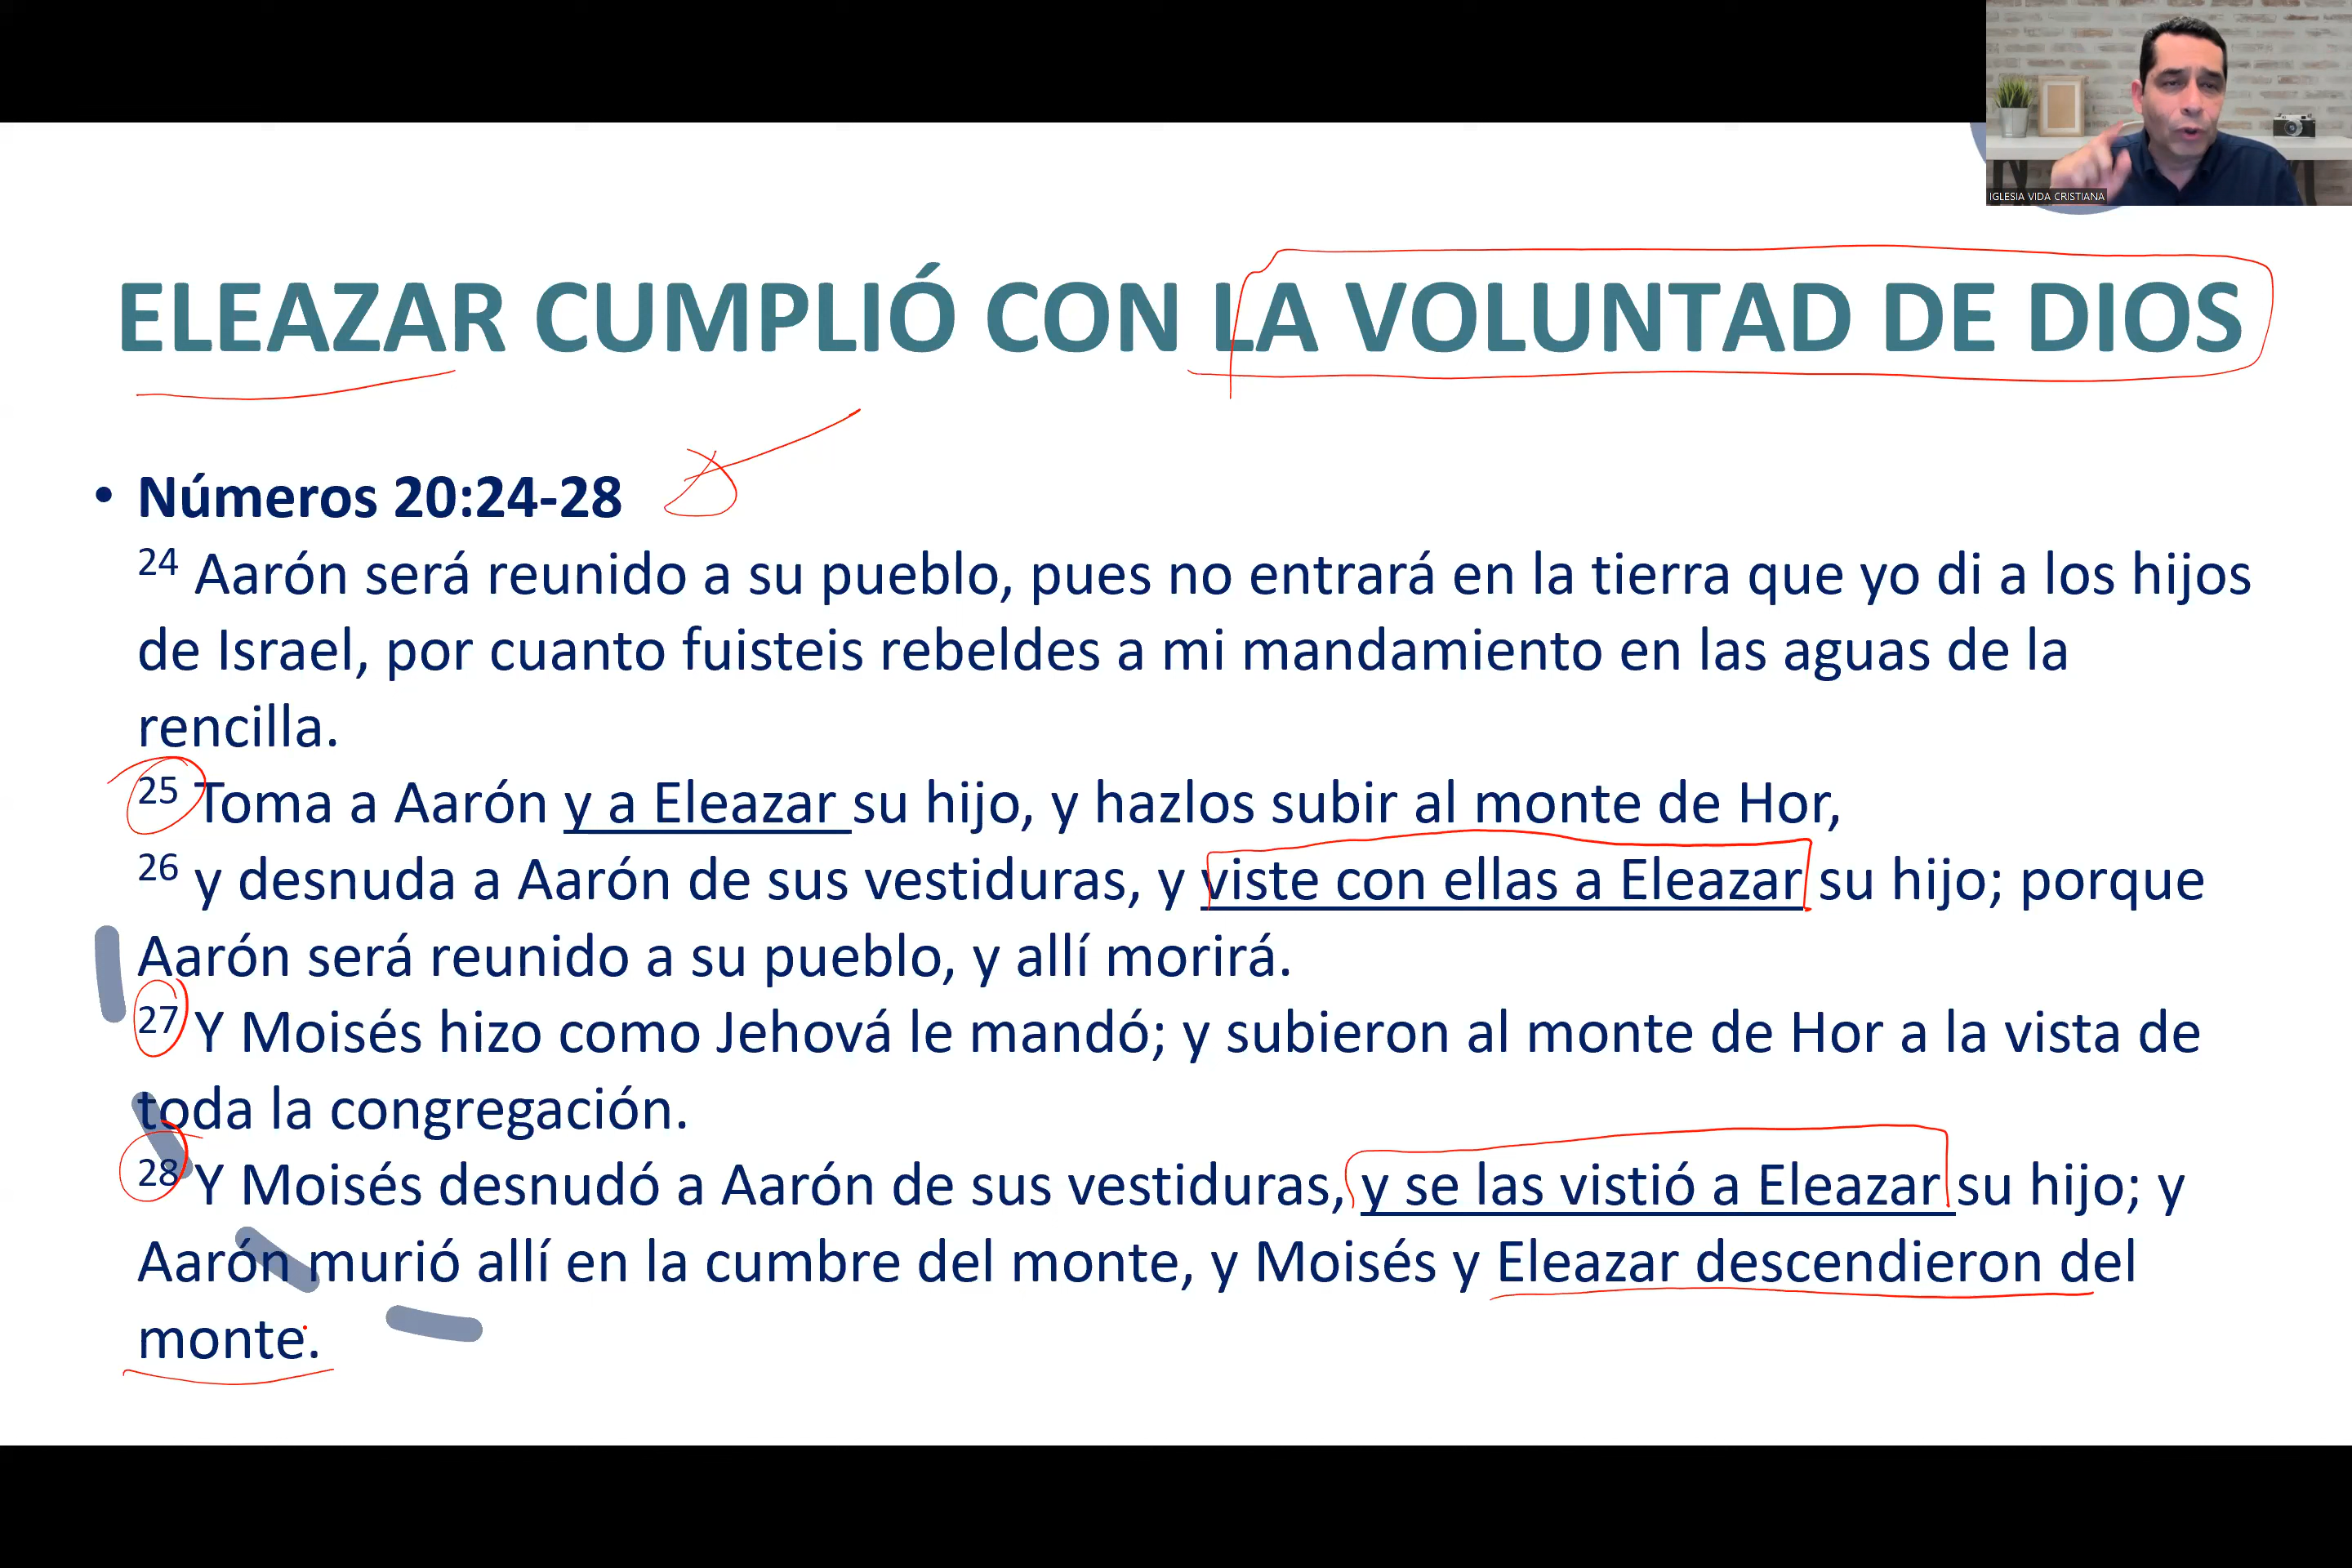 IGLESIA VIDA CRISTIANA
ELEAZAR CUMPLIÓ CON LA VOLUNTAD DE DIOS
• Números 20:24-28
24 Aarón será reunido a su pueblo, pues no entrará en la tierra que yo di a los hijos
de Israel, por cuanto fuisteis rebeldes a mi mandamiento en las aguas de la
rencilla.
25 Toma a Aarón y a Eleazar su hijo, y hazlos subir al monte de Hor,
26 y desnuda a Aarón de sus vestiduras, y viste con ellas a Eleazar su hijo; porque
Aarón será reunido a su pueblo, y allí morirá.
27 Y Moisés hizo como Jehová le mandó; y subieron al monte de Hor a la vista de
toda la congregación.
28 Y Moisés desnudó a Aarón de sus vestiduras, y se las vistió a Eleazar su hijo; y
Aarón murió allí en la cumbre del monte, y Moisés y Eleazar descendieron del
monte.